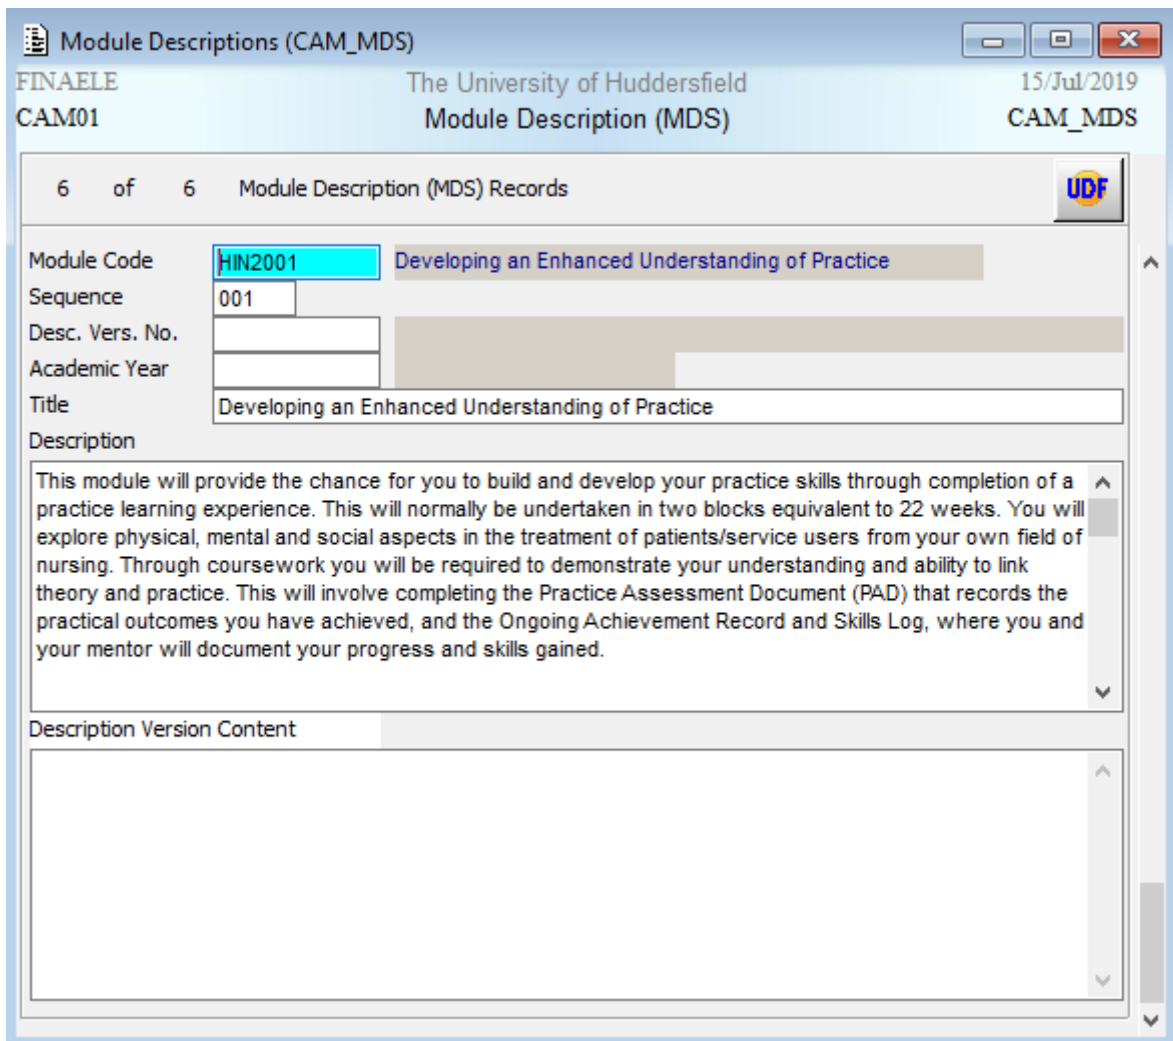 Module Descriptions (CAM_MDS)
FINAELE The University of Huddersfield 15/Jul/2019
CAM01 Module Description (MDS) CAM_MDS
6 of 6 Module Description (MDS) Records UDF
Module Code HIN2001 Developing an Enhanced Understanding of Practice
Sequence 001
Desc. Vers. No.
Academic Year
Title Developing an Enhanced Understanding of Practice
Description
This module will provide the chance for you to build and develop your practice skills through completion of a
practice learning experience. This will normally be undertaken in two blocks equivalent to 22 weeks. You will
explore physical, mental and social aspects in the treatment of patients/service users from your own field of
nursing. Through coursework you will be required to demonstrate your understanding and ability to link
theory and practice. This will involve completing the Practice Assessment Document (PAD) that records the
practical outcomes you have achieved, and the Ongoing Achievement Record and Skills Log, where you and
your mentor will document your progress and skills gained.
Description Version Content